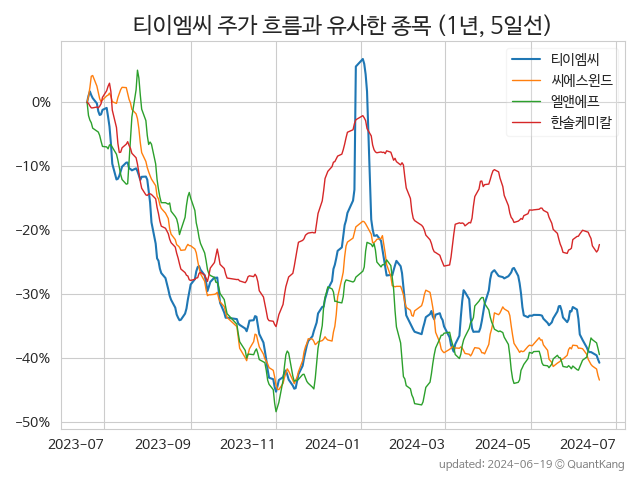 티이엠씨 주가 흐름과 유사한 종목 (1년, 5일선)
티이엠씨
씨에스윈드
엘앤에프
한솔케미칼
0%
−10%
−20%
−30%
−40%
−50%
2023-07 2023-09 2023-11 2024-01 2024-03 2024-05 2024-07
updated: 2024-06-19 © QuantKang